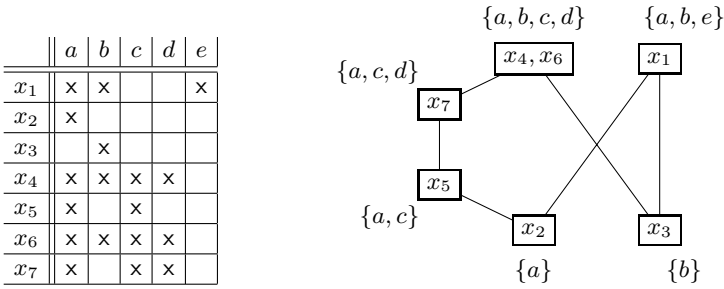 a b c d e
x₁ x x x
x₂ x
x₃ x
x₄ x x x x
x₅ x x
x₆ x x x x
x₇ x x x
{a, b, c, d} {a, b, e}
x₄, x₆ x₁
{a, c, d}
x₇
x₅
{a, c}
x₂ x₃
{a} {b}